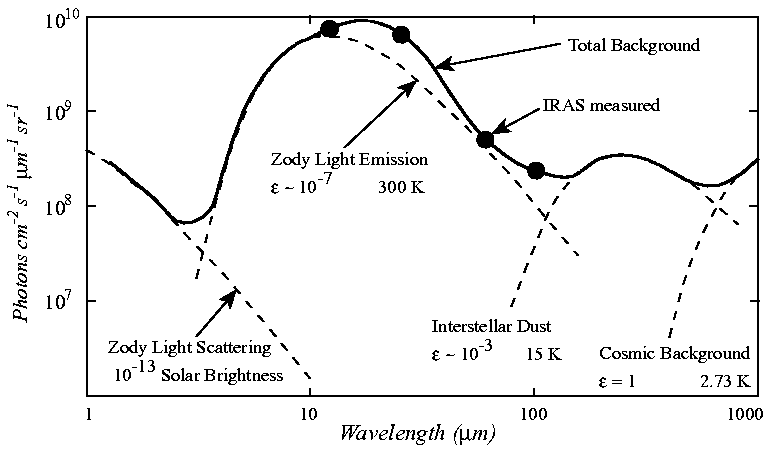 10^10
Total Background
10^9
IRAS measured
Zody Light Emission
ε ~ 10^-7 300 K
10^8
Photons cm^-2 s^-1 μm^-1 sr^-1
10^7
Interstellar Dust
ε ~ 10^-3 15 K
Zody Light Scattering
10^-13 Solar Brightness
Cosmic Background
ε = 1 2.73 K
1 10 100 1000
Wavelength (μm)